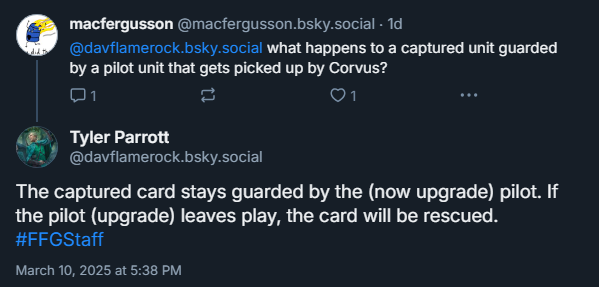 macfergusson @macfergusson.bsky.social · 1d
@davflamerock.bsky.social what happens to a captured unit guarded
by a pilot unit that gets picked up by Corvus?
1
1
Tyler Parrott
@davflamerock.bsky.social
The captured card stays guarded by the (now upgrade) pilot. If
the pilot (upgrade) leaves play, the card will be rescued.
#FFGStaff
March 10, 2025 at 5:38 PM